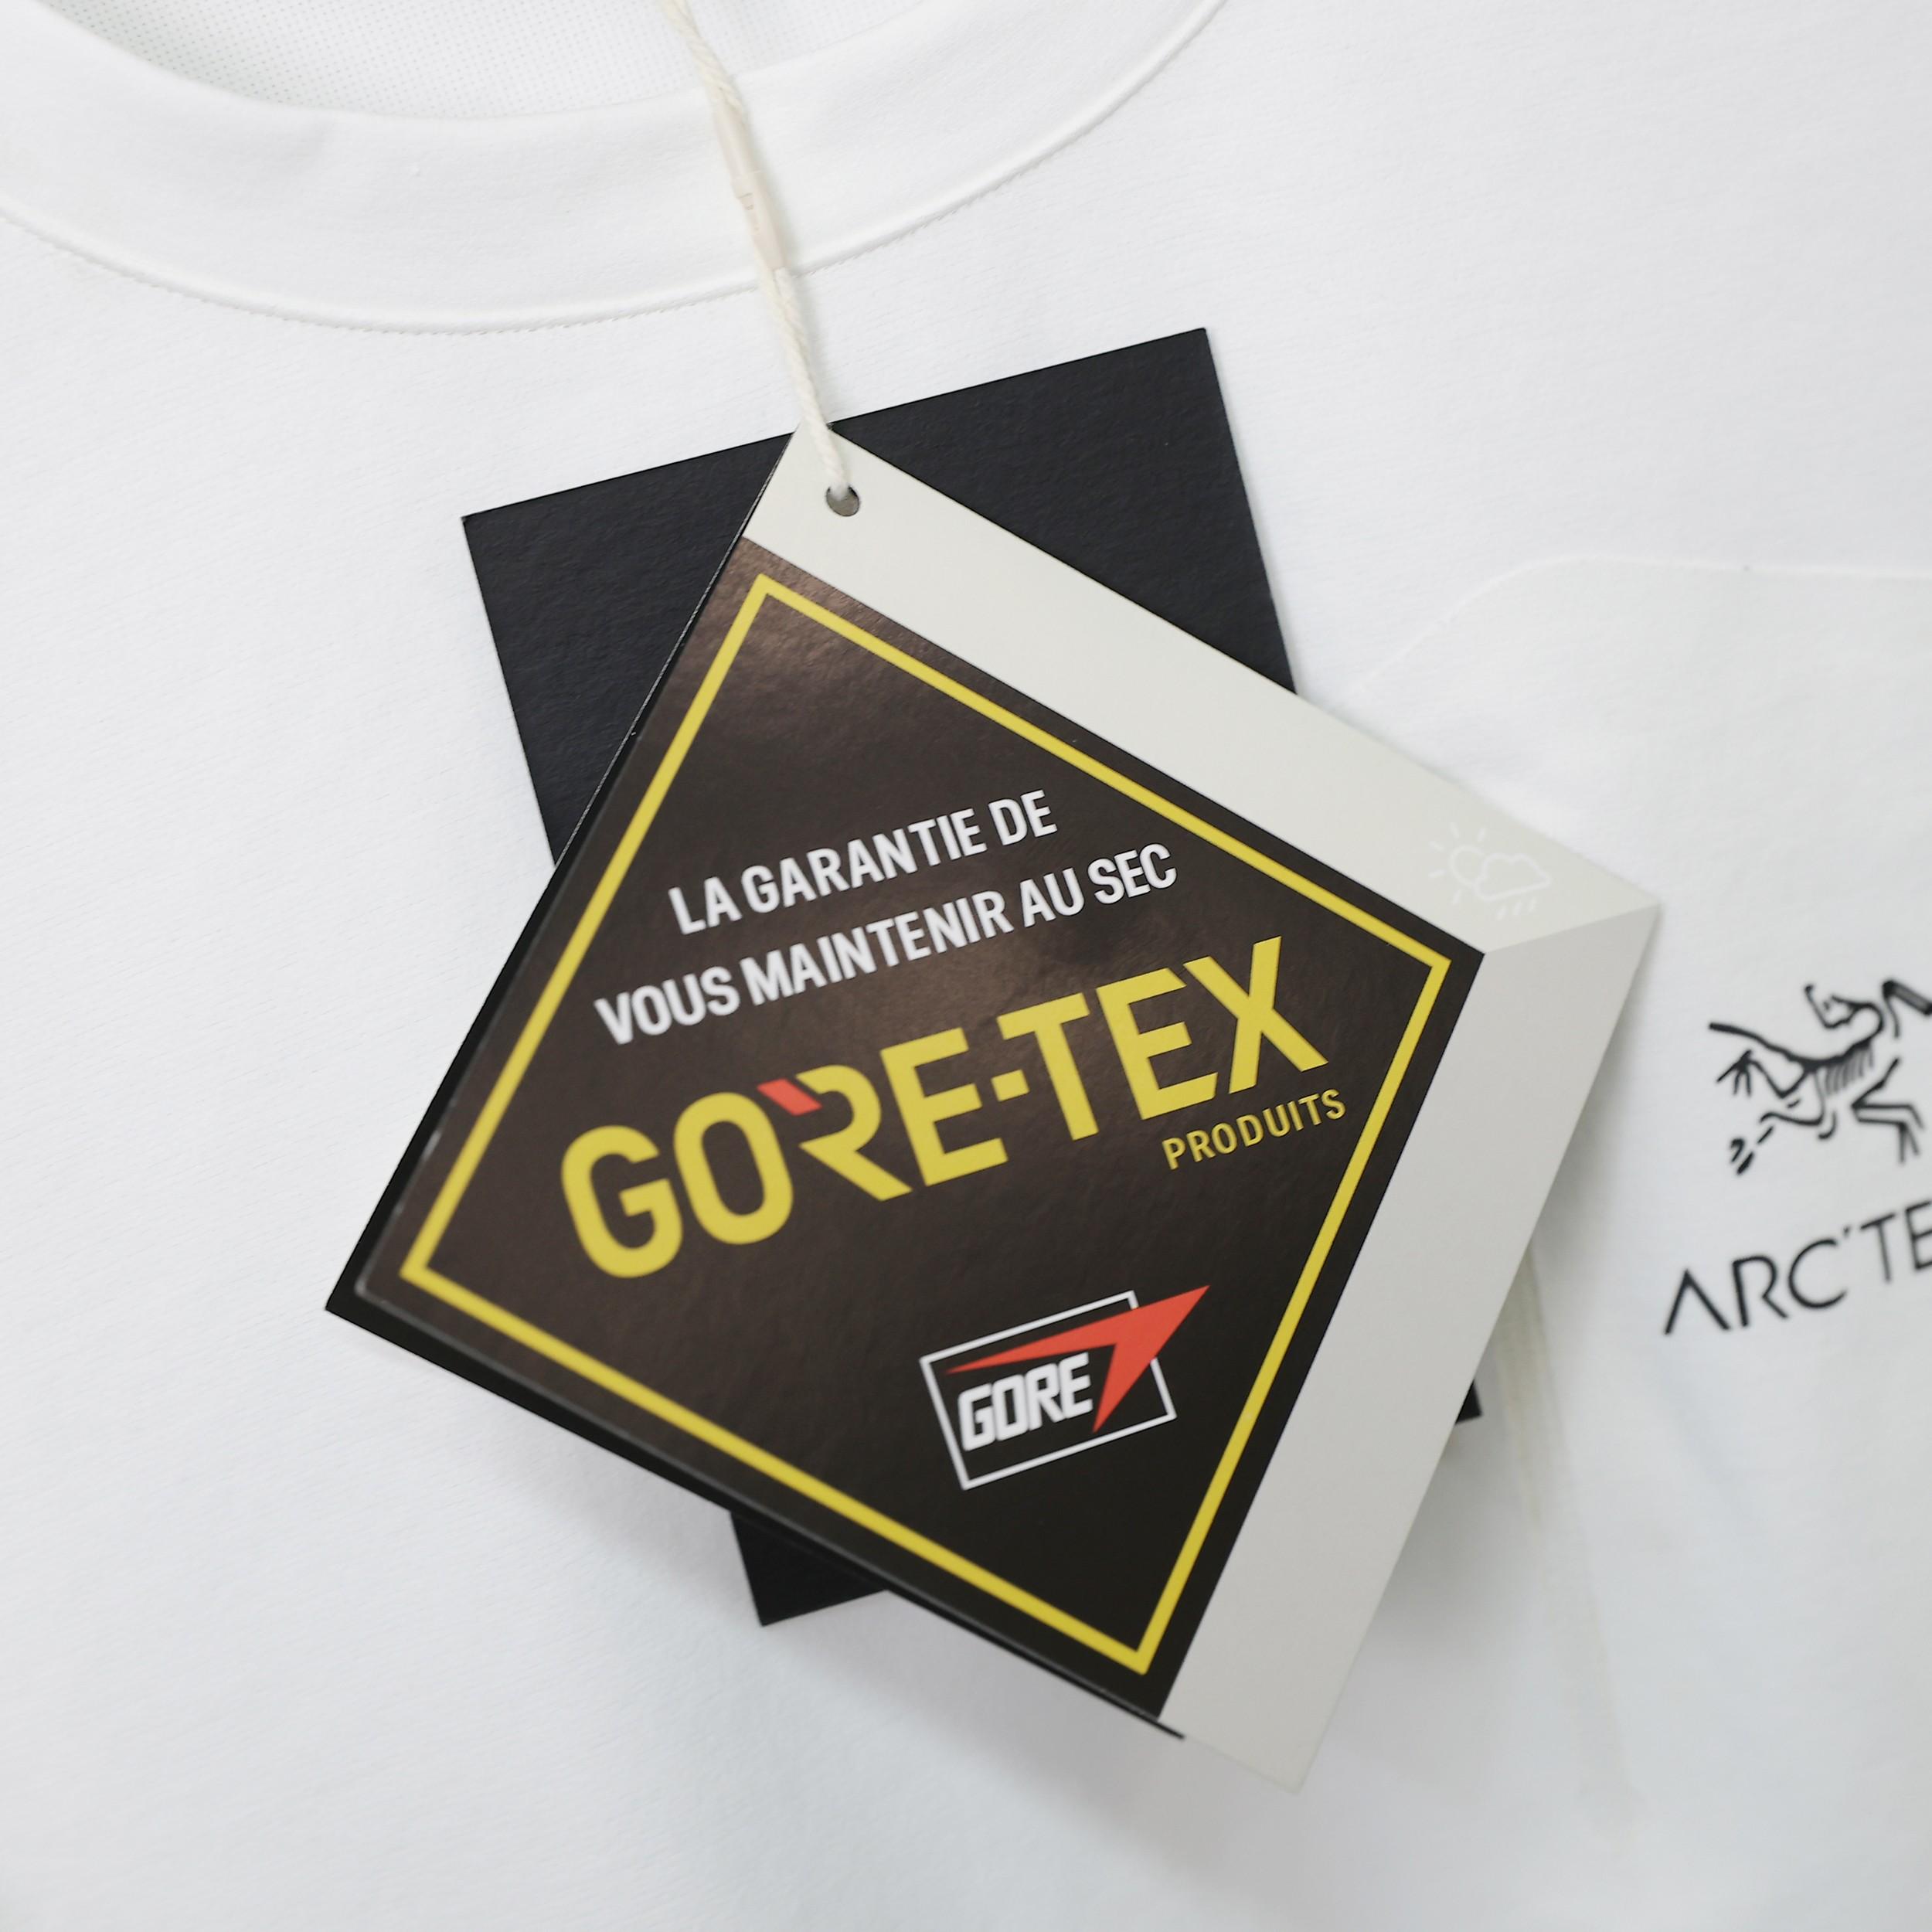 LA GARANTIE DE
VOUS MAINTENIR AU SEC
GORE-TEX
PRODUITS
GORE
ARC'TE